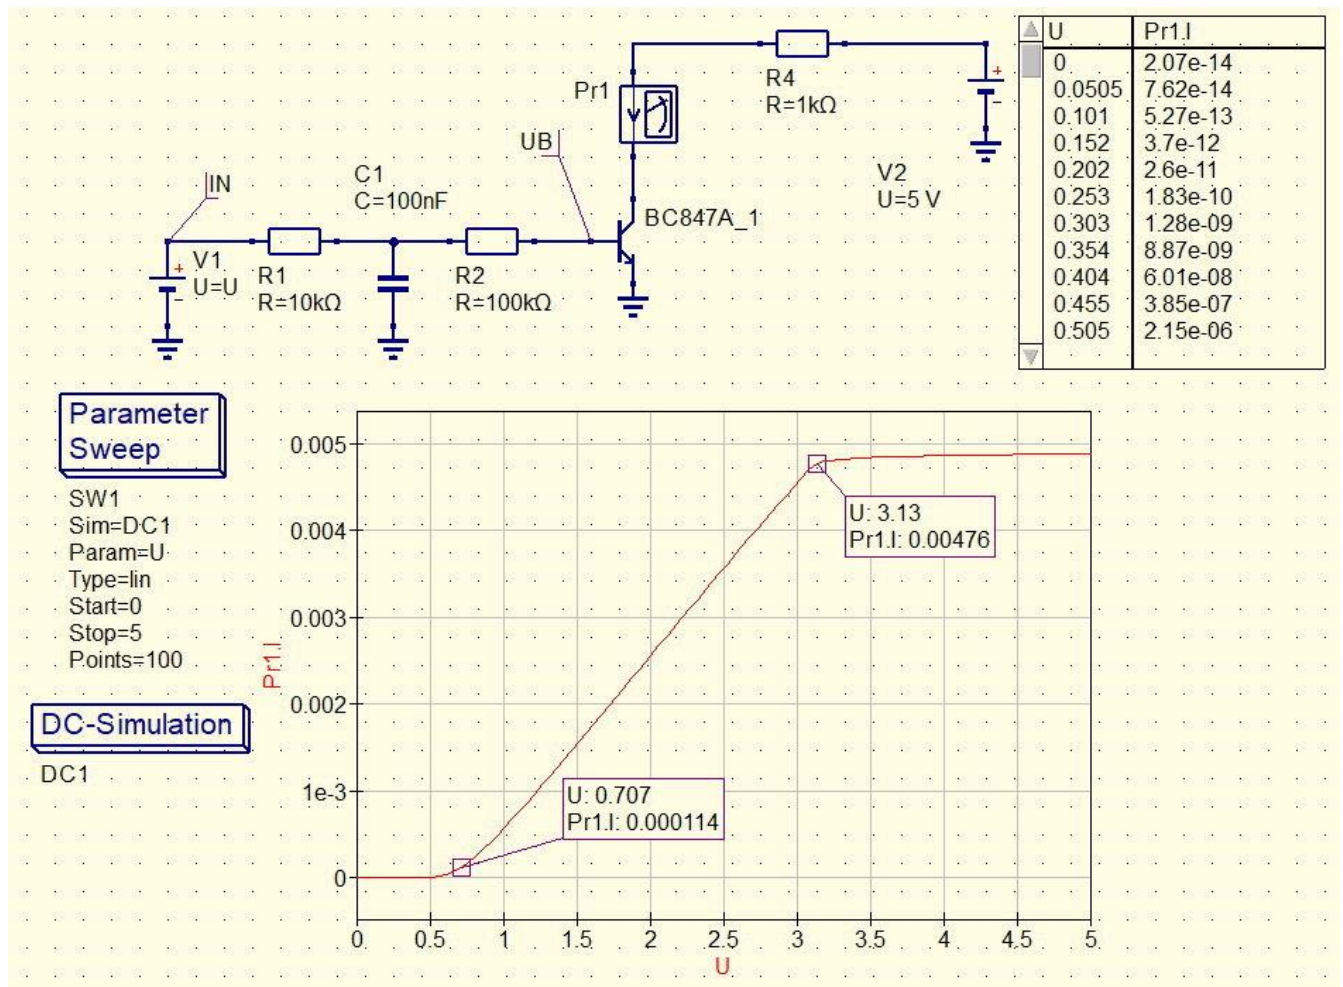 Pr1
R4
R=1kΩ
V2
U=5 V
UB
IN
C1
C=100nF
BC847A_1
V1
U=U
R1
R=10kΩ
R2
R=100kΩ
+
−
+
−
U Pr1.I
0 2.07e-14
0.0505 7.62e-14
0.101 5.27e-13
0.152 3.7e-12
0.202 2.6e-11
0.253 1.83e-10
0.303 1.28e-09
0.354 8.87e-09
0.404 6.01e-08
0.455 3.85e-07
0.505 2.15e-06
Parameter
Sweep
SW1
Sim=DC1
Param=U
Type=lin
Start=0
Stop=5
Points=100
DC-Simulation
DC1
Pr1.I
0.005
0.004
0.003
0.002
1e-3
0
U: 3.13
Pr1.I: 0.00476
U: 0.707
Pr1.I: 0.000114
0 0.5 1 1.5 2 2.5 3 3.5 4 4.5 5
U